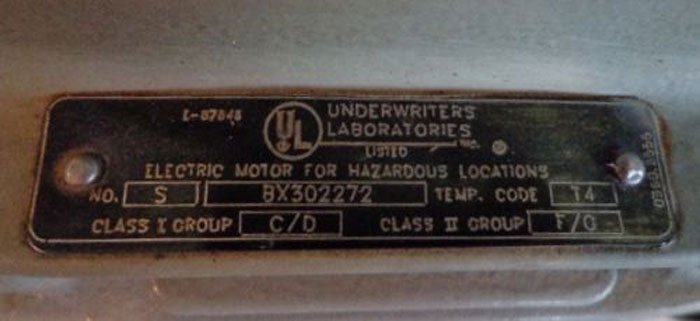 UL
UNDERWRITERS
LABORATORIES
INC.
LISTED
ELECTRIC MOTOR FOR HAZARDOUS LOCATIONS
NO. S BX302272 TEMP. CODE T4
CLASS I GROUP C/D CLASS II GROUP F/G